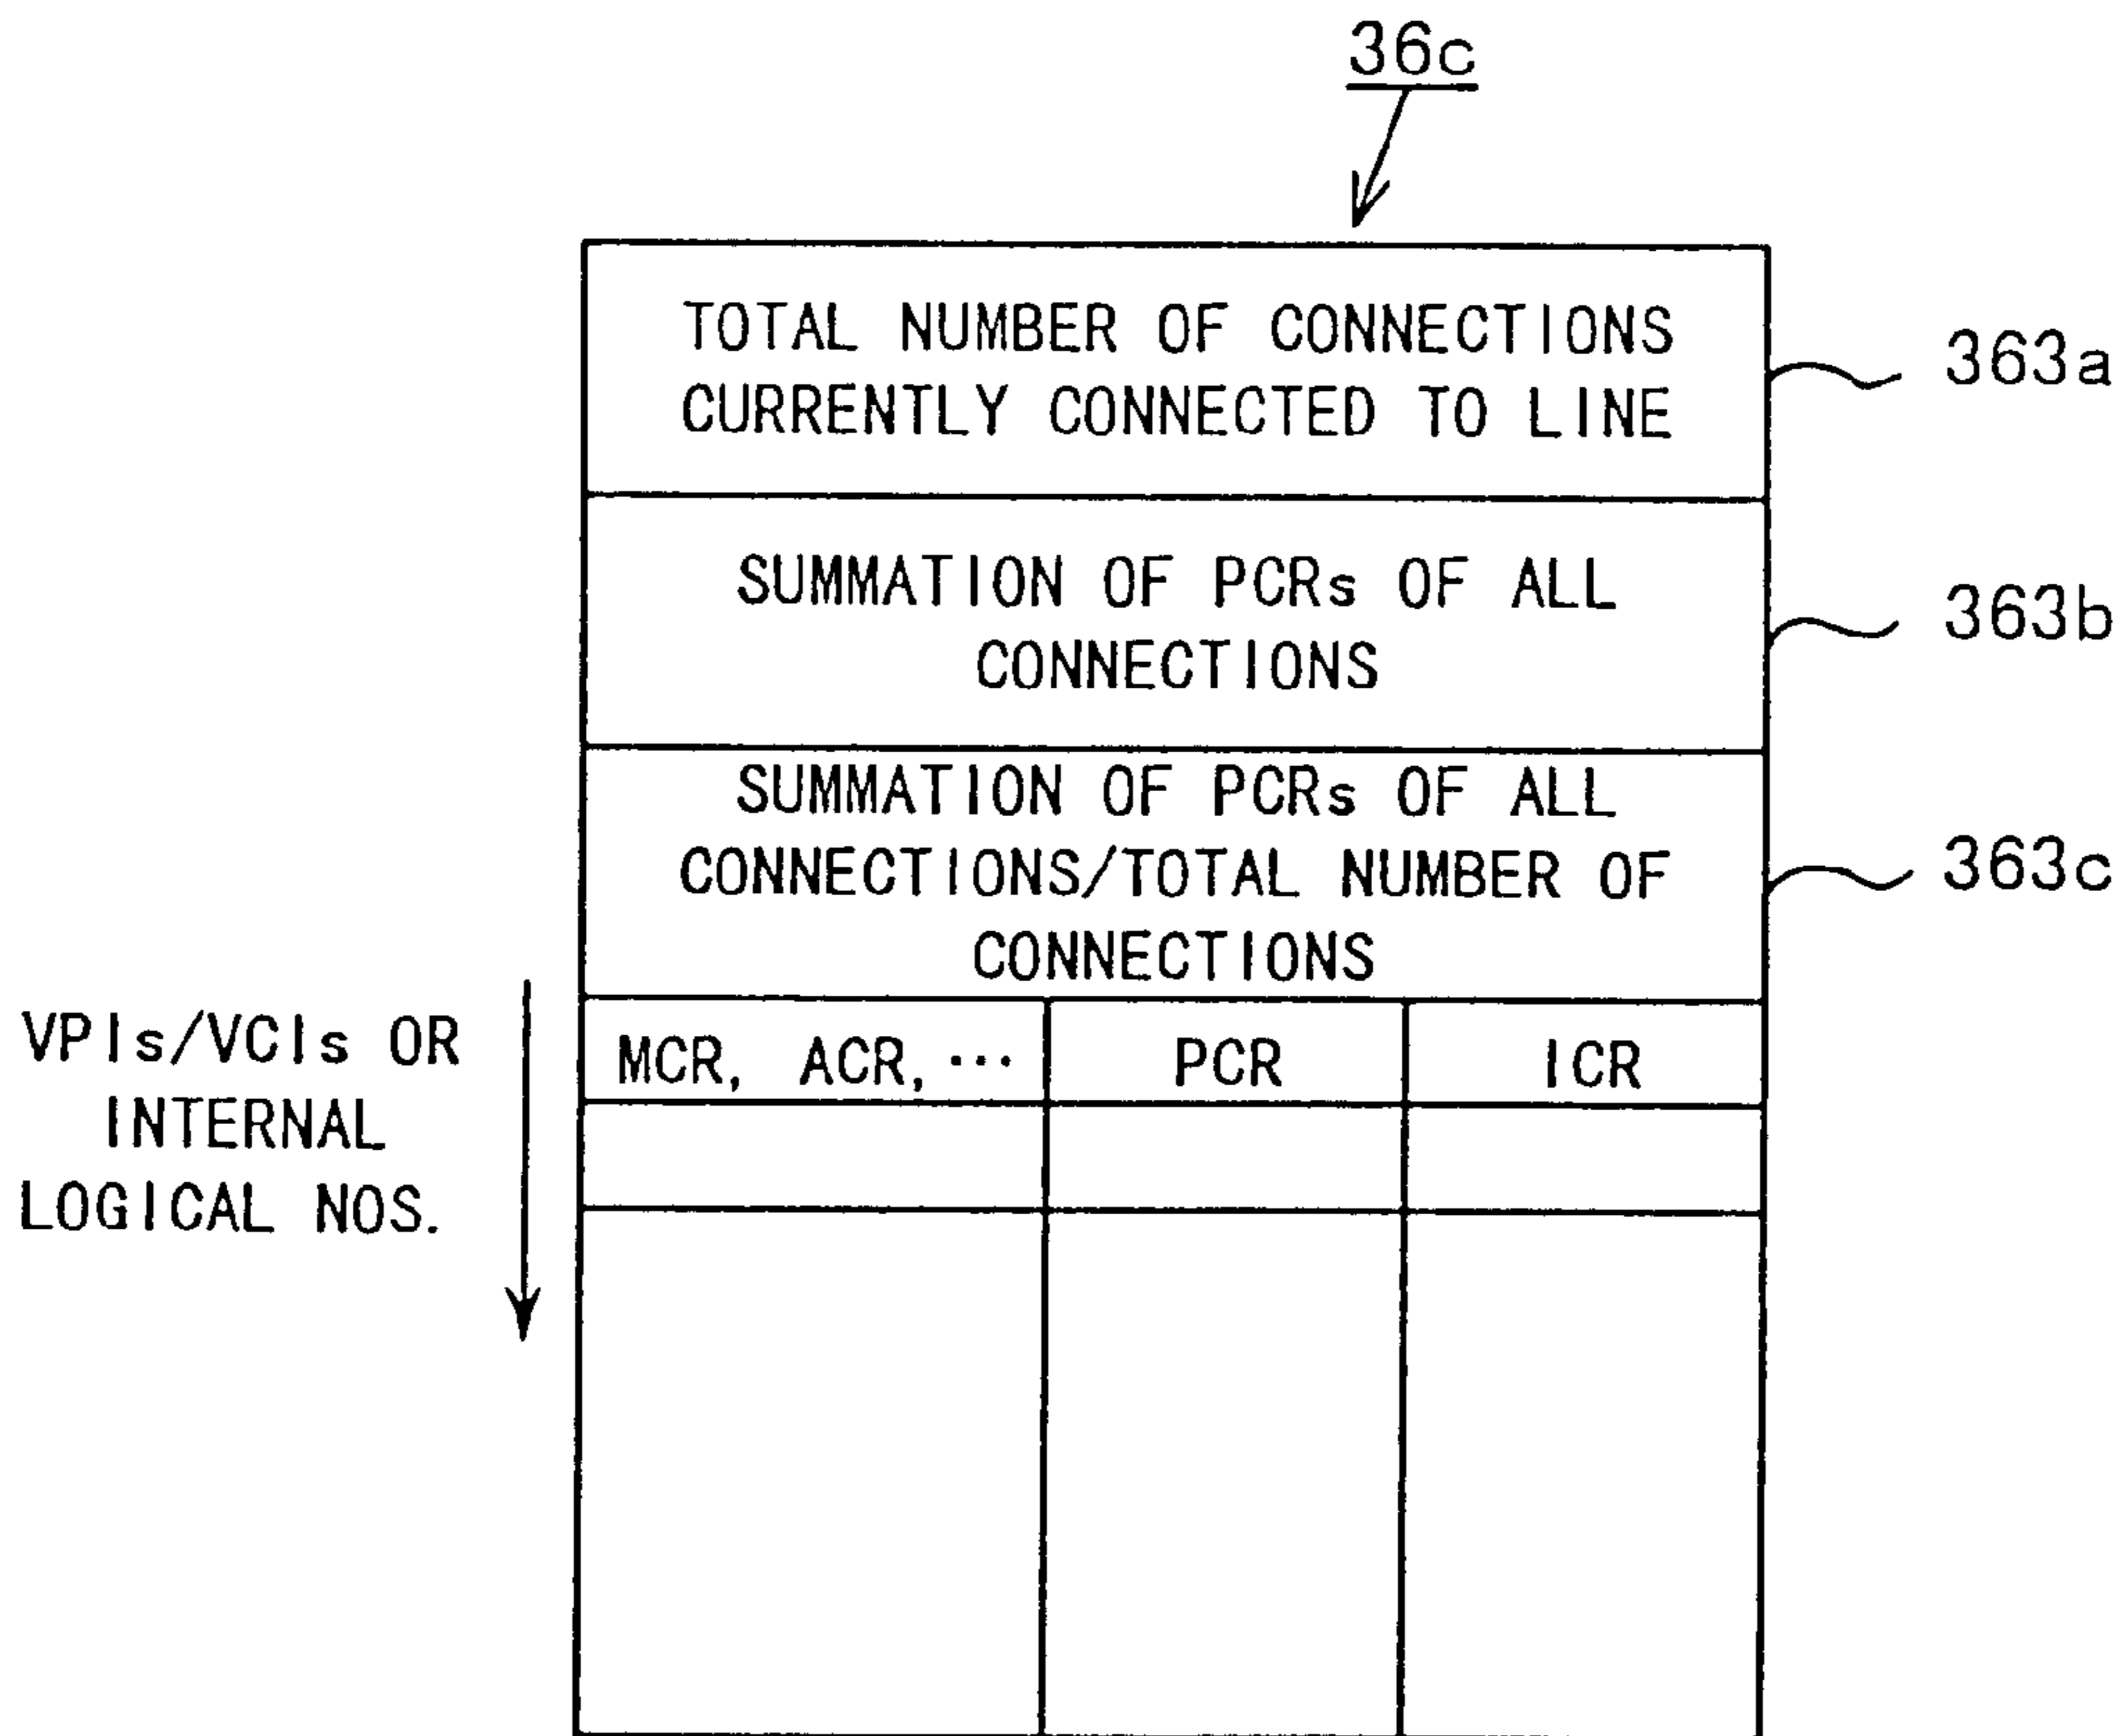 36c
TOTAL NUMBER OF CONNECTIONS
CURRENTLY CONNECTED TO LINE
363a
SUMMATION OF PCRs OF ALL
CONNECTIONS
363b
SUMMATION OF PCRs OF ALL
CONNECTIONS/TOTAL NUMBER OF
CONNECTIONS
363c
VPIs/VCIs OR
INTERNAL
LOGICAL NOS.
MCR, ACR, ··· PCR ICR